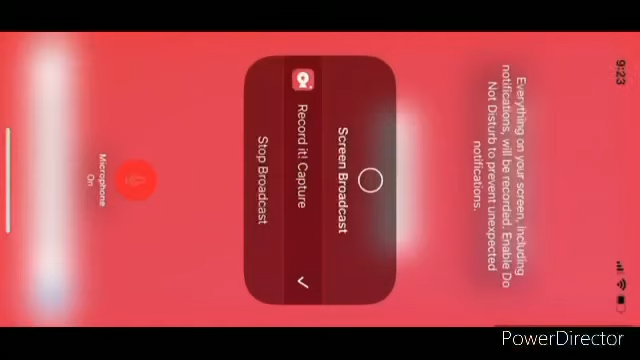 9:23
Everything on your screen, including
notifications, will be recorded. Enable Do
Not Disturb to prevent unexpected
notifications.
Screen Broadcast
Record it! Capture
Stop Broadcast
Microphone
On
PowerDirector